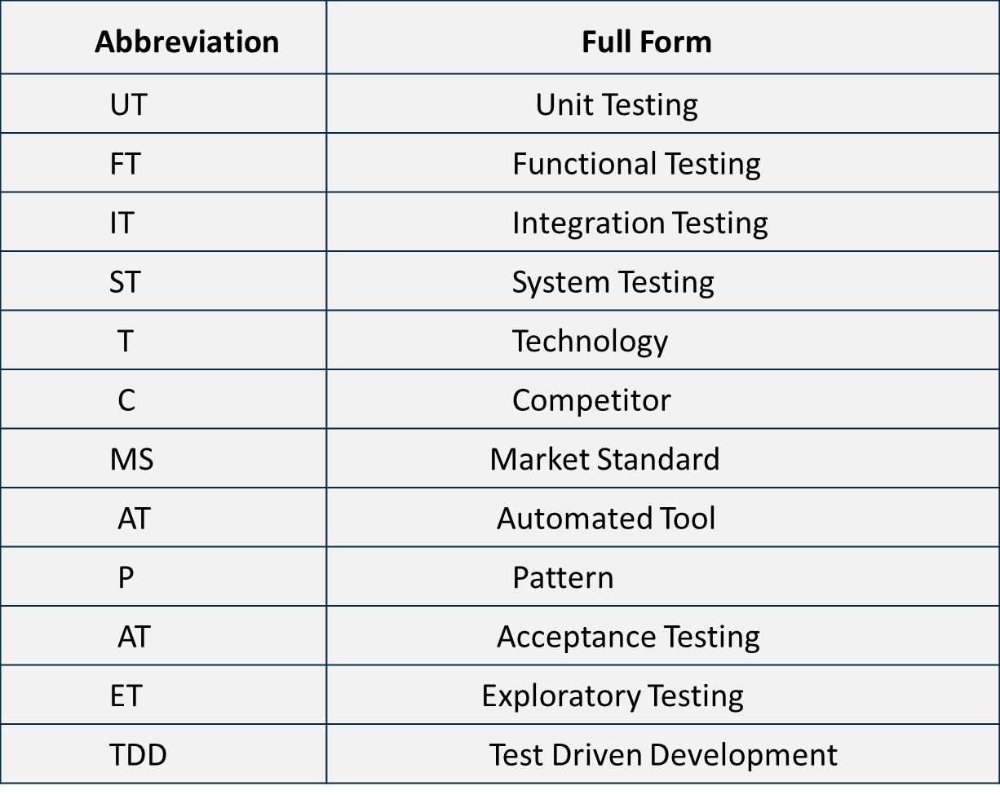 Abbreviation Full Form
UT Unit Testing
FT Functional Testing
IT Integration Testing
ST System Testing
T Technology
C Competitor
MS Market Standard
AT Automated Tool
P Pattern
AT Acceptance Testing
ET Exploratory Testing
TDD Test Driven Development